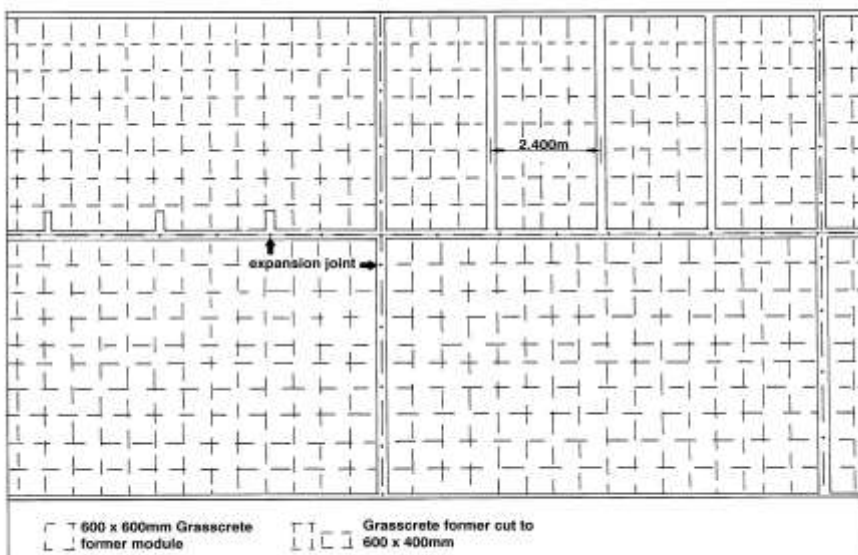 2.400m
expansion joint
600 x 600mm Grasscrete
former module
Grasscrete former cut to
600 x 400mm